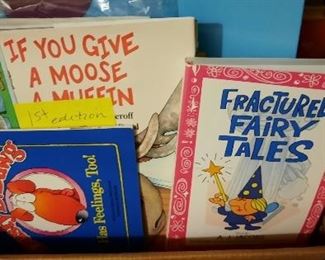 IF YOU GIVE
A MOOSE
A MUFFIN
1st edition
Has Feelings, Too!
FRACTURED
FAIRY
TALES